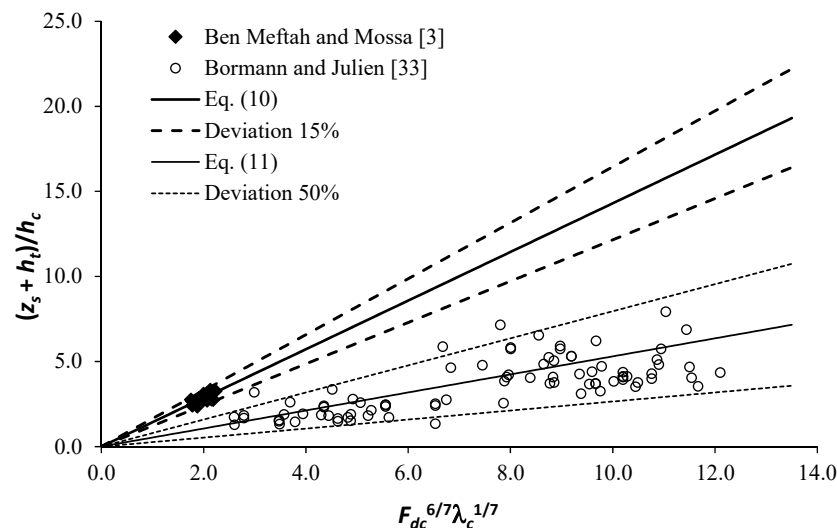 25.0
20.0
15.0
10.0
5.0
0.0
(z_s + h_t)/h_c
Ben Meftah and Mossa [3]
Bormann and Julien [33]
Eq. (10)
Deviation 15%
Eq. (11)
Deviation 50%
0.0 2.0 4.0 6.0 8.0 10.0 12.0 14.0
F_dc^6/7 λ_c^1/7